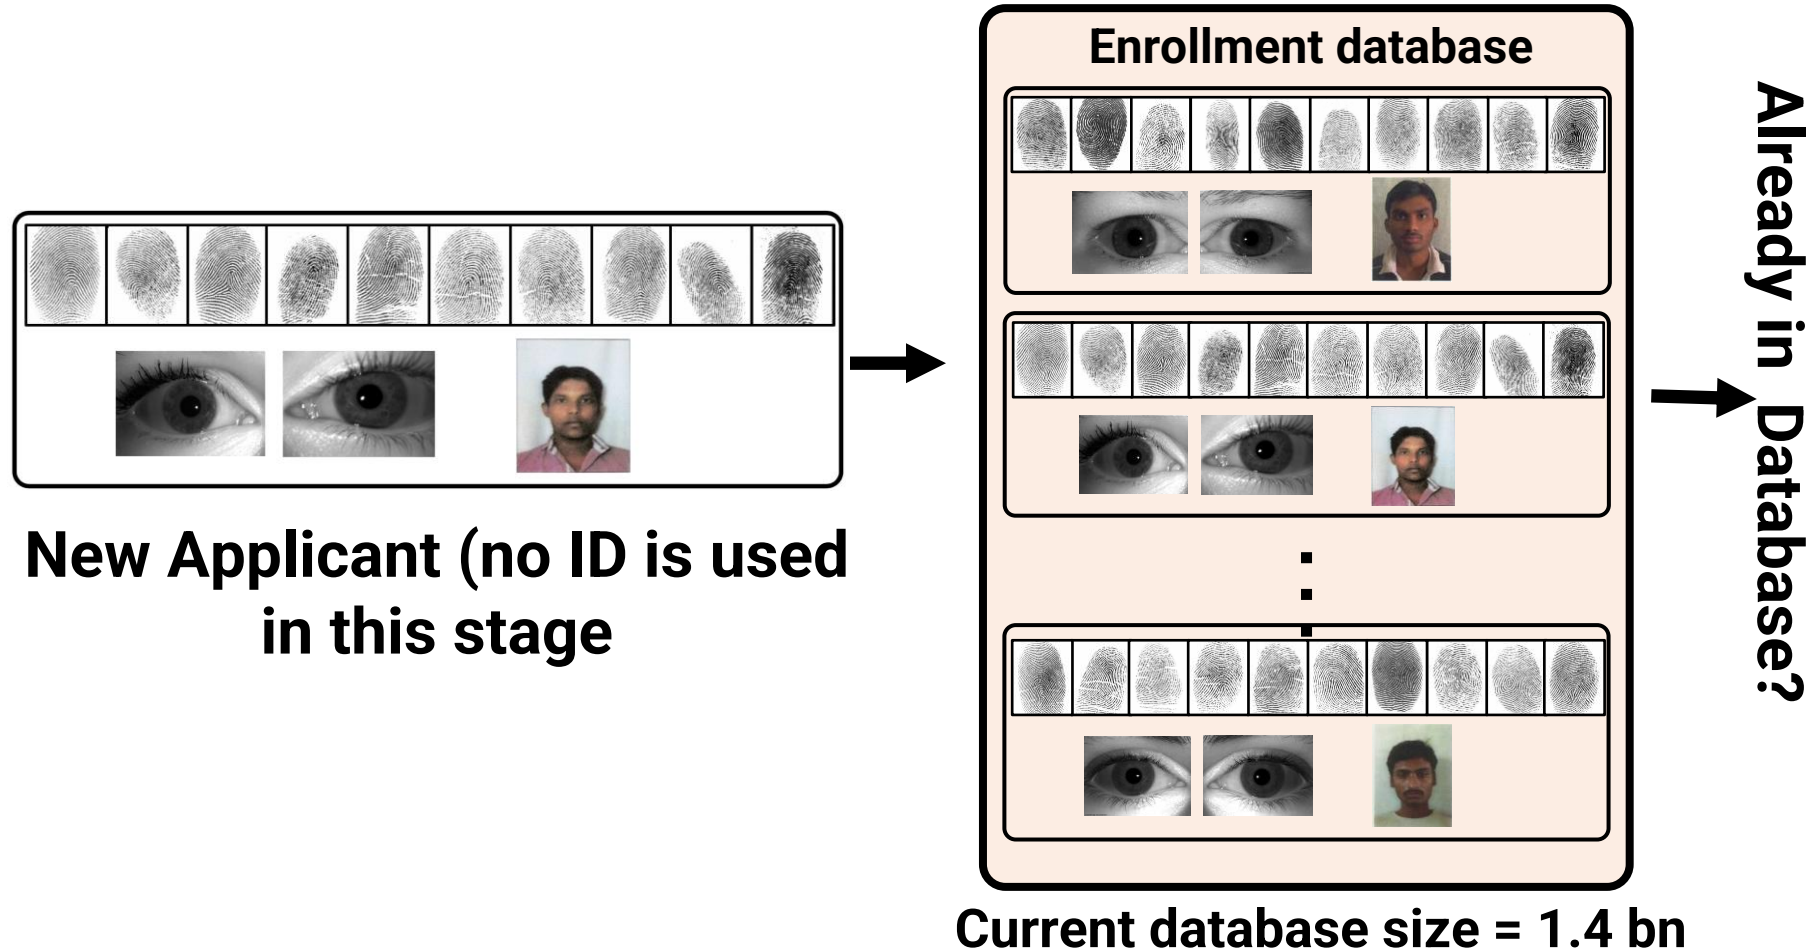 Enrollment database
New Applicant (no ID is used
in this stage
Already in Database?
Current database size = 1.4 bn